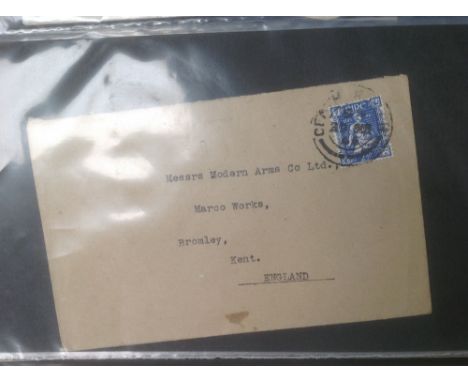 Messrs Modern Arms Co Ltd.,
Marco Works,
Bromley,
Kent.
ENGLAND